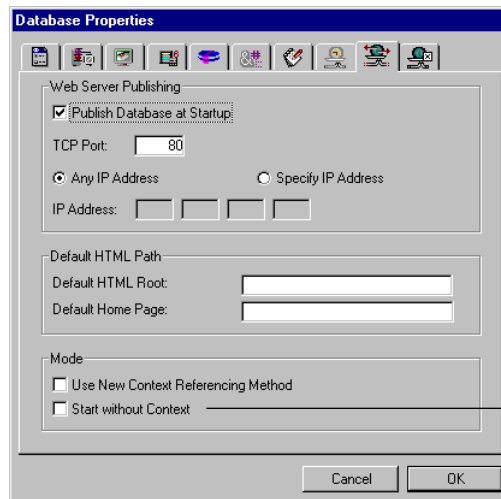 Database Properties
&#
Web Server Publishing
Publish Database at Startup
TCP Port: 80
Any IP Address Specify IP Address
IP Address:
Default HTML Path
Default HTML Root:
Default Home Page:
Mode
Use New Context Referencing Method
Start without Context
Cancel OK